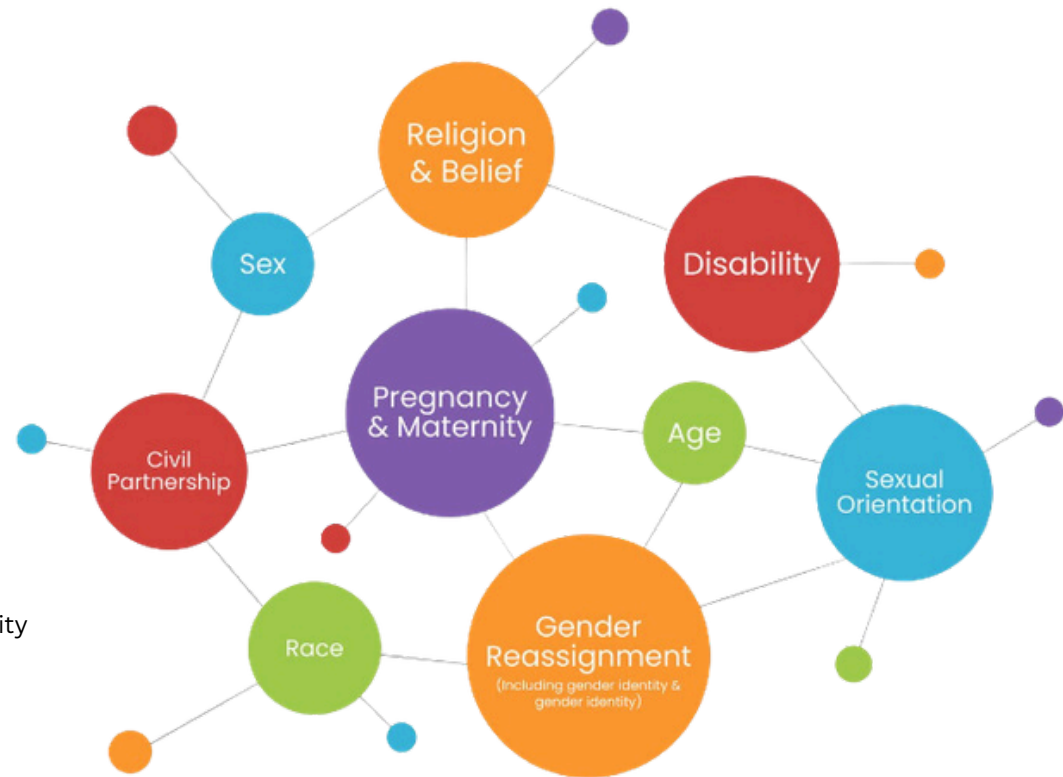 Religion
& Belief
Sex
Disability
Pregnancy
& Maternity
Age
Civil
Partnership
Sexual
Orientation
ity
Race
Gender
Reassignment
(Including gender identity &
gender identity)